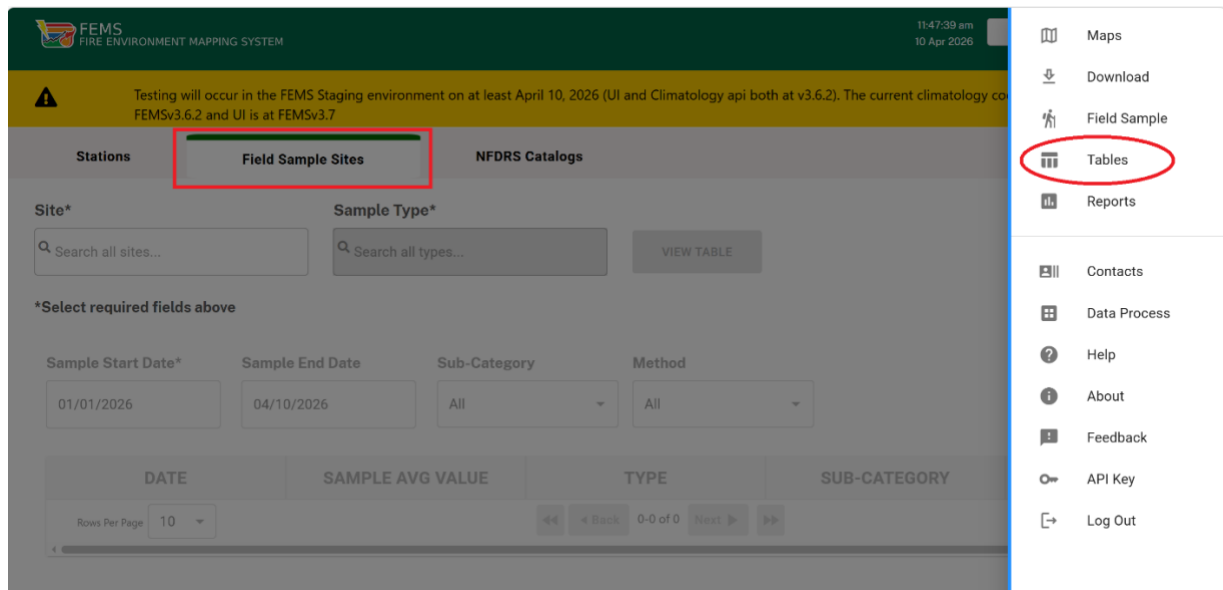 FEMS
FIRE ENVIRONMENT MAPPING SYSTEM
11:47:39 am
10 Apr 2026
Testing will occur in the FEMS Staging environment on at least April 10, 2026 (UI and Climatology api both at v3.6.2). The current climatology
FEMSv3.6.2 and UI is at FEMSv3.7
Stations
Field Sample Sites
NFDRS Catalogs
Site*
Sample Type*
Search all sites...
Search all types...
VIEW TABLE
*Select required fields above
Sample Start Date*
Sample End Date
Sub-Category
Method
01/01/2026
04/10/2026
All
All
DATE
SAMPLE AVG VALUE
TYPE
SUB-CATEGORY
Rows Per Page
10
Back
0-0 of 0
Next
Maps
Download
Field Sample
Tables
Reports
Contacts
Data Process
Help
About
Feedback
API Key
Log Out